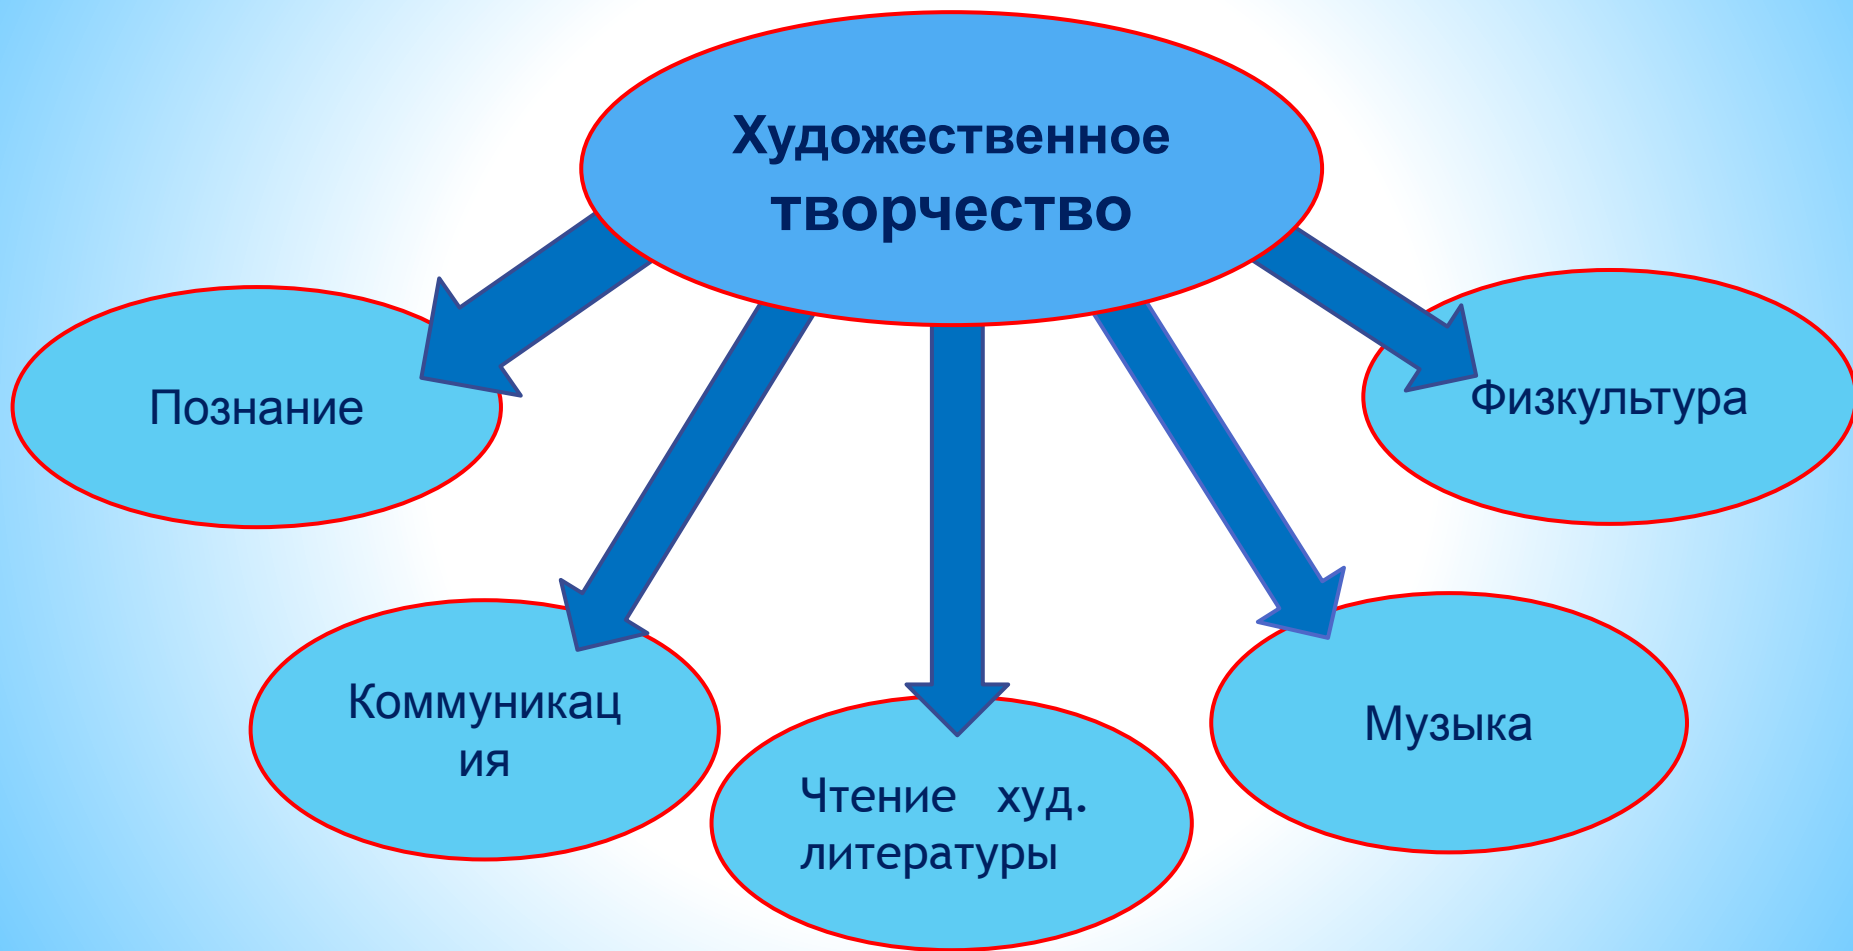 Художественное
творчество
Познание
Физкультура
Коммуникац
ия
Чтение худ.
литературы
Музыка